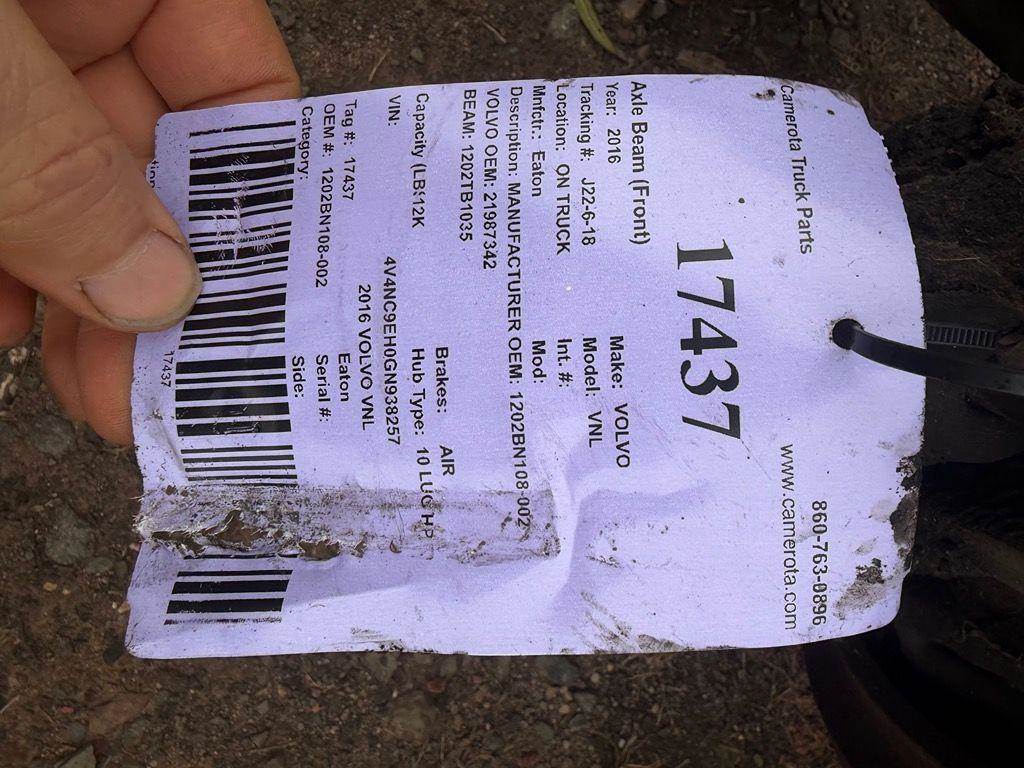 Camerota Truck Parts 860-763-0896
www.camerota.com
17437
Axle Beam (Front)
Year: 2016 Make: VOLVO
Tracking #: J22-6-18 Model: VNL
Location: ON TRUCK Int. #:
Mnfctr.: Eaton Mod:
Description: MANUFACTURER OEM: 1202BN108-002
VOLVO OEM: 21987342
BEAM: 1202TB1035
Brakes: AIR
Capacity (LBS12K Hub Type: 10 LUG HP
VIN: 4V4NC9EH0GN938257
2016 VOLVO VNL
Tag #: 17437 Eaton
OEM #: 1202BN108-002 Serial #:
Category: Side:
17437